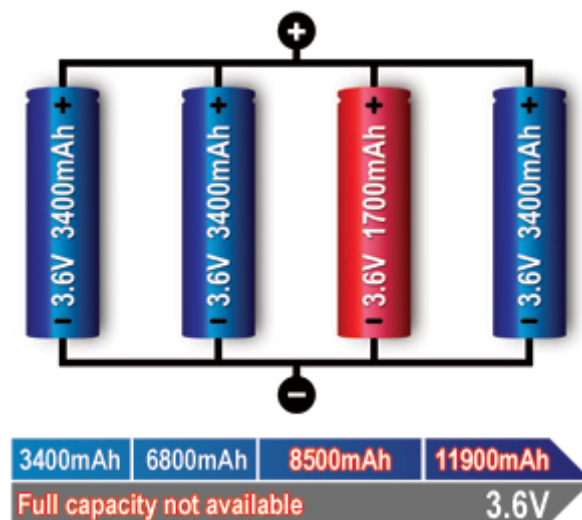 +
+ 3.6V 3400mAh −
+ 3.6V 3400mAh −
+ 3.6V 1700mAh −
+ 3.6V 3400mAh −
−
3400mAh 6800mAh 8500mAh 11900mAh
Full capacity not available 3.6V